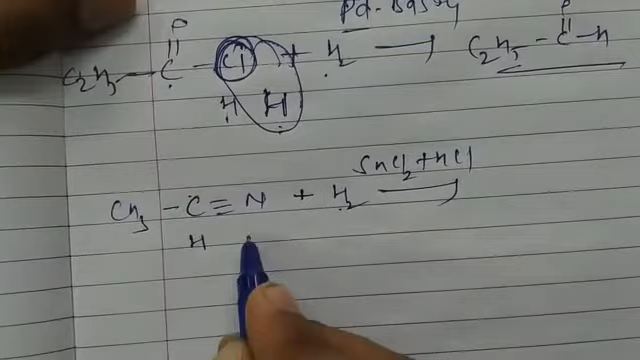 Pd-BaSO4
O O
C2H5 - C - Cl + H2 → C2H5 - C - H
H H
SnCl2 + HCl
CH3 - C ≡ N + H2 →
H